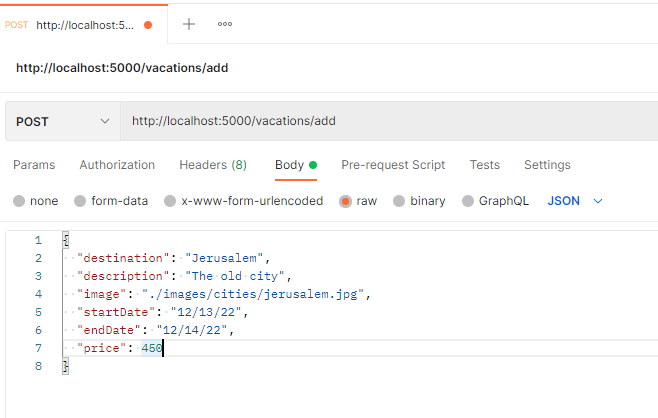 POST http://localhost:5...
http://localhost:5000/vacations/add
POST http://localhost:5000/vacations/add
Params Authorization Headers (8) Body Pre-request Script Tests Settings
none form-data x-www-form-urlencoded raw binary GraphQL JSON
1 {
2 "destination": "Jerusalem",
3 "description": "The old city",
4 "image": "./images/cities/jerusalem.jpg",
5 "startDate": "12/13/22",
6 "endDate": "12/14/22",
7 "price": 450
8 }